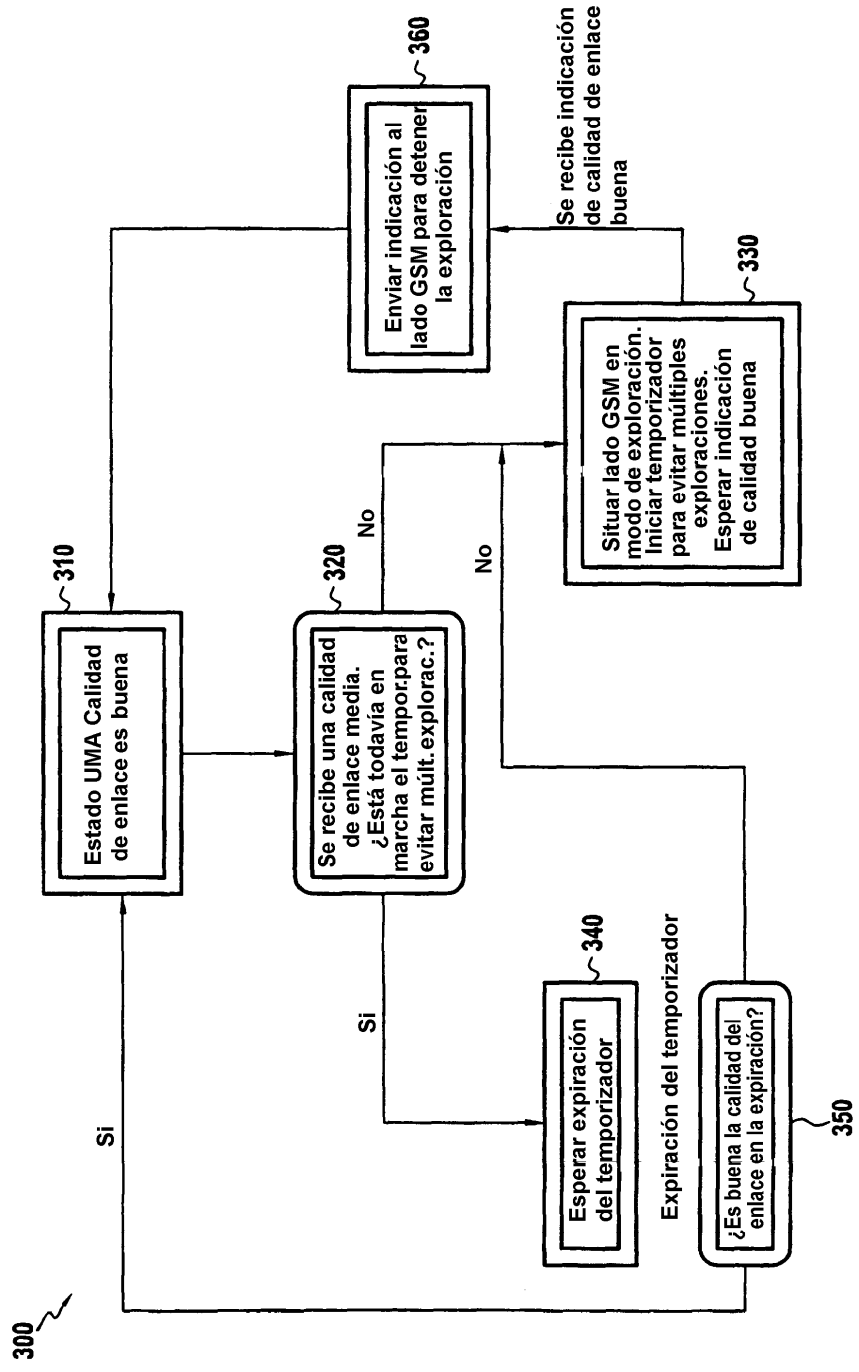 300
310
Estado UMA Calidad
de enlace es buena
Si
320
Se recibe una calidad
de enlace media.
¿Está todavía en
marcha el tempor.para
evitar múlt.explorac.?
Si
No
340
Esperar expiración
del temporizador
Expiración del temporizador
¿Es buena la calidad del
enlace en la expiración?
350
No
330
Situar lado GSM en
modo de exploración.
Iniciar temporizador
para evitar múltiples
exploraciones.
Esperar indicación
de calidad buena
Se recibe indicación
de calidad de enlace
buena
360
Enviar indicación al
lado GSM para detener
la exploración